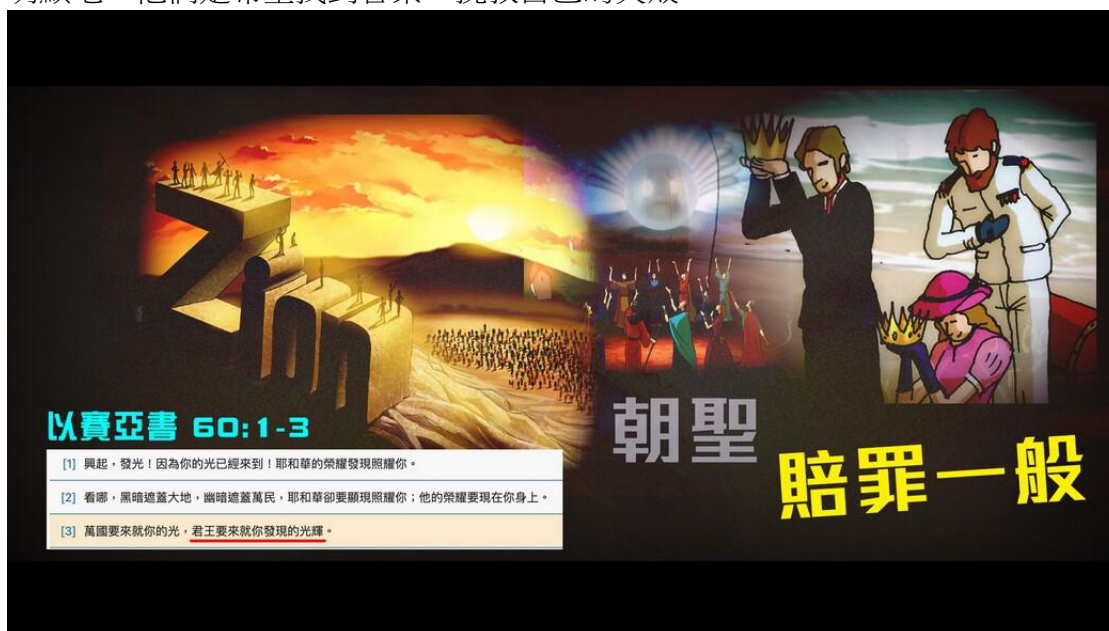 Zion
以賽亞書 60:1-3
[1] 興起，發光！因為你的光已經來到！耶和華的榮耀發現照耀你。
[2] 看哪，黑暗遮蓋大地，幽暗遮蓋萬民，耶和華卻要顯現照耀你；他的榮耀要現在你身上。
[3] 萬國要來就你的光，君王要來就你發現的光輝。
朝聖
賠罪一般